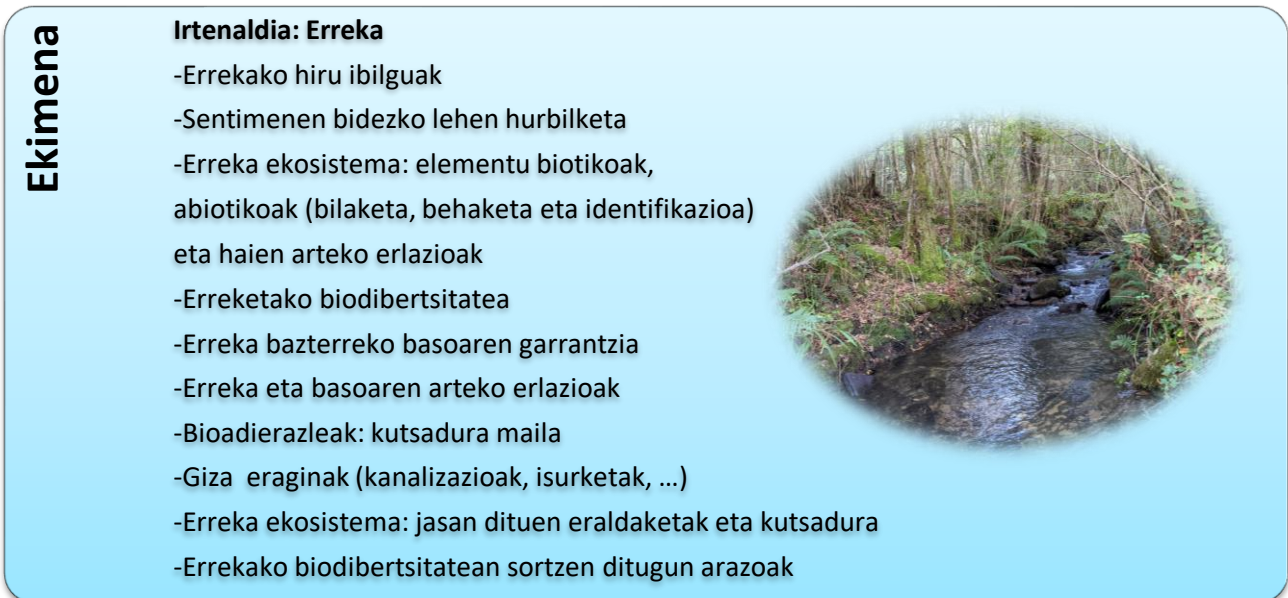 Ekimena
Irtenaldia: Erreka
-Errekako hiru ibilguak
-Sentimenen bidezko lehen hurbilketa
-Erreka ekosistema: elementu biotikoak,
abiotikoak (bilaketa, behaketa eta identifikazioa)
eta haien arteko erlazioak
-Erreketako biodibertsitatea
-Erreka bazterreko basoaren garrantzia
-Erreka eta basoaren arteko erlazioak
-Bioadierazleak: kutsadura maila
-Giza  eraginak (kanalizazioak, isurketak, ...)
-Erreka ekosistema: jasan dituen eraldaketak eta kutsadura
-Errekako biodibertsitatean sortzen ditugun arazoak